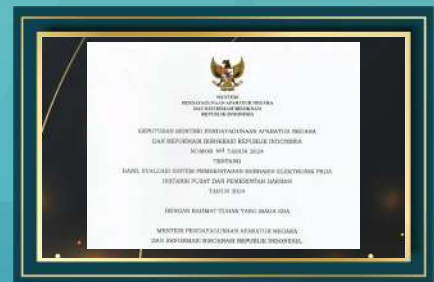 MENTERI
PENDAYAGUNAAN APARATUR NEGARA
DAN REFORMASI BIROKRASI
REPUBLIK INDONESIA
KEPUTUSAN MENTERI PENDAYAGUNAAN APARATUR NEGARA
DAN REFORMASI BIROKRASI REPUBLIK INDONESIA
NOMOR TAHUN 2024
TENTANG
HASIL EVALUASI SISTEM PEMERINTAHAN BERBASIS ELEKTRONIK PADA
INSTANSI PUSAT DAN PEMERINTAH DAERAH
TAHUN 2024
DENGAN RAHMAT TUHAN YANG MAHA ESA
MENTERI PENDAYAGUNAAN APARATUR NEGARA
DAN REFORMASI BIROKRASI REPUBLIK INDONESIA,